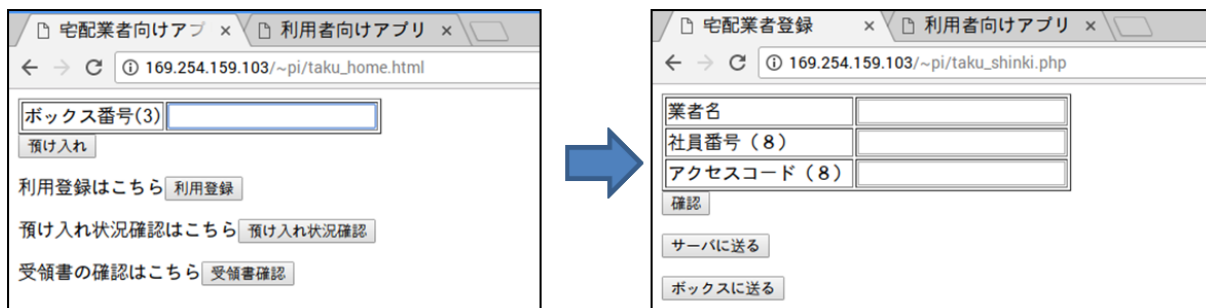 宅配業者向けアプ × 利用者向けアプリ ×
169.254.159.103/~pi/taku_home.html
ボックス番号(3)
預け入れ
利用登録はこちら 利用登録
預け入れ状況確認はこちら 預け入れ状況確認
受領書の確認はこちら 受領書確認
宅配業者登録 × 利用者向けアプリ ×
169.254.159.103/~pi/taku_shinki.php
業者名
社員番号(8)
アクセスコード(8)
確認
サーバに送る
ボックスに送る